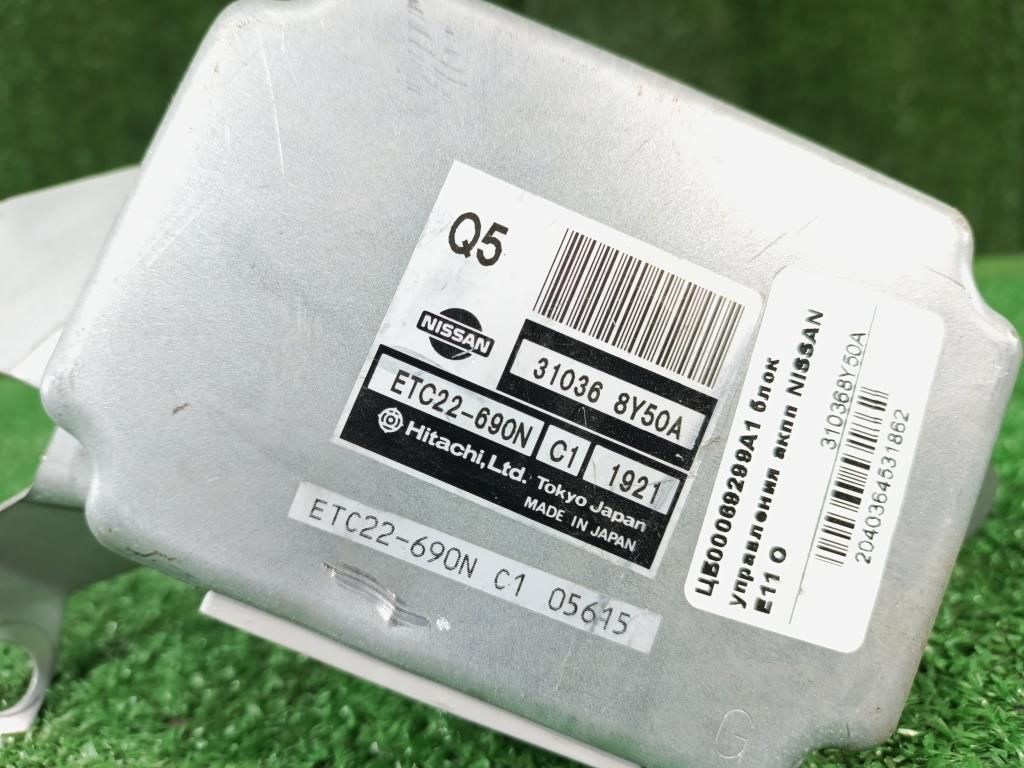 Q5
NISSAN
31036 8Y50A
ETC22-690N C1 1921
Hitachi,Ltd. Tokyo Japan
MADE IN JAPAN
ETC22-690N C1 05615
ЦБ000069299A1 блок
управления акпп NISSAN
E11 O
310368Y50A
2040364531862
G